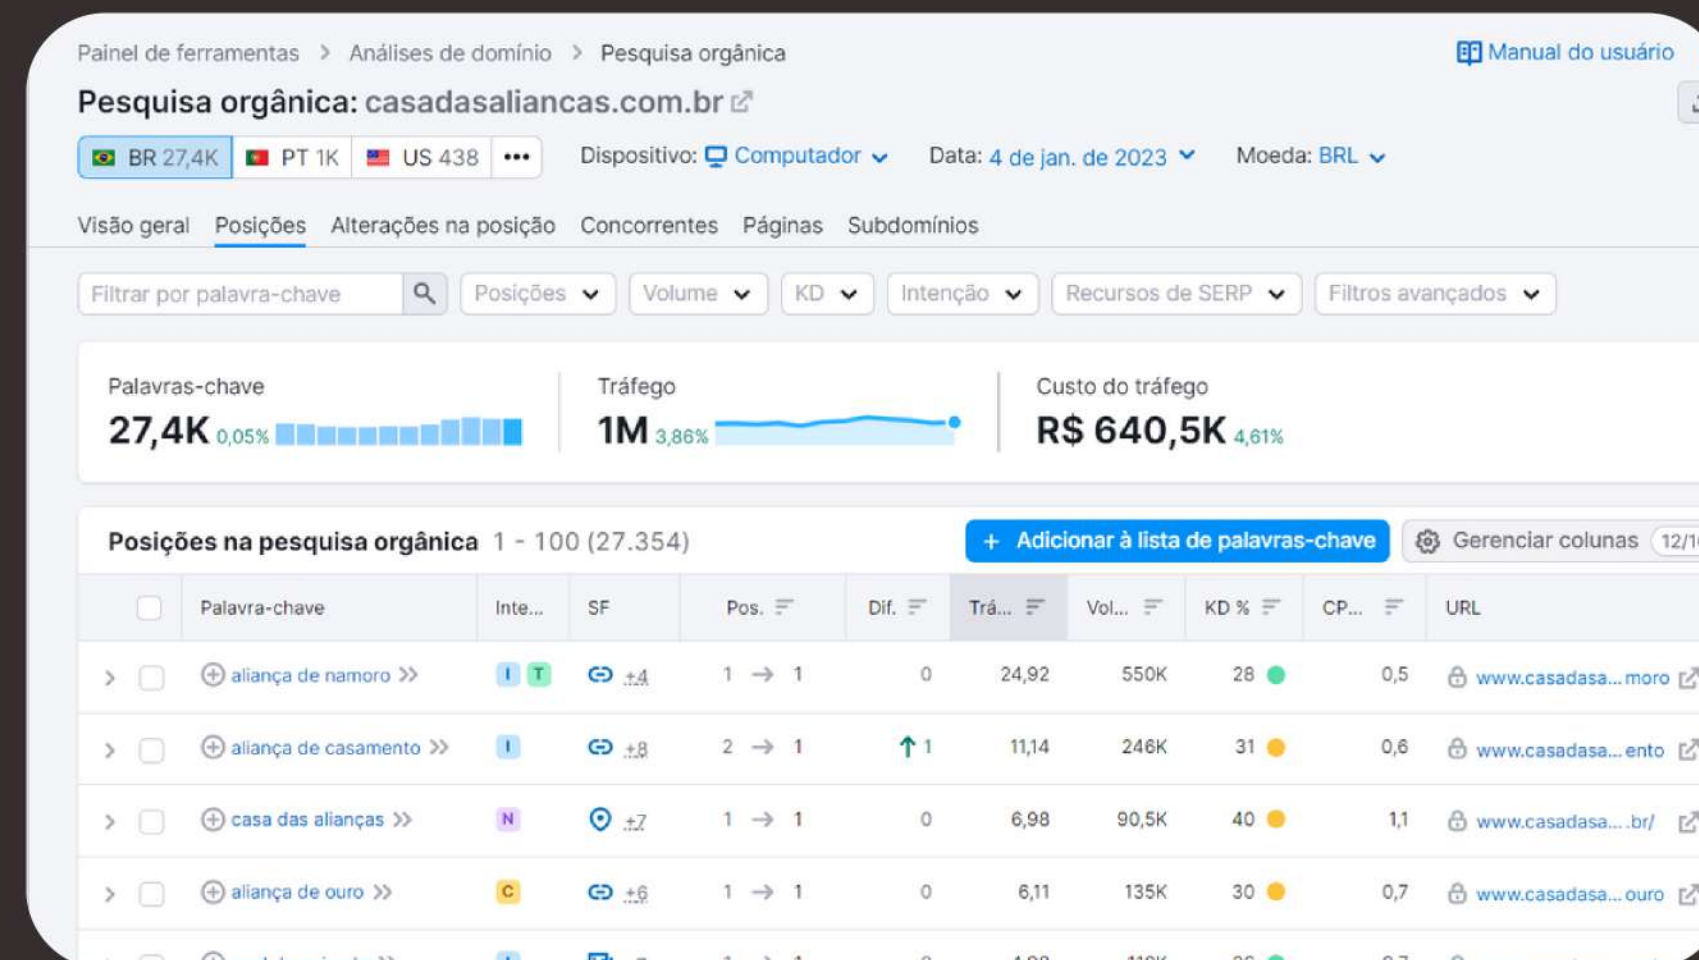 Painel de ferramentas > Análises de domínio > Pesquisa orgânica
Manual do usuário
Pesquisa orgânica: casadasaliancas.com.br
BR 27,4K PT 1K US 438 ••• Dispositivo: Computador Data: 4 de jan. de 2023 Moeda: BRL
Visão geral Posições Alterações na posição Concorrentes Páginas Subdomínios
Filtrar por palavra-chave Posições Volume KD Intenção Recursos de SERP Filtros avançados
Palavras-chave Tráfego Custo do tráfego
27,4K 0,05% 1M 3,86% R$ 640,5K 4,61%
Posições na pesquisa orgânica 1 - 100 (27.354) + Adicionar à lista de palavras-chave Gerenciar colunas
Palavra-chave Inte... SF Pos. Dif. Trá... Vol... KD % CP... URL
aliança de namoro >> I T +4 1 → 1 0 24,92 550K 28 0,5 www.casadasa... moro
aliança de casamento >> I +8 2 → 1 ↑ 1 11,14 246K 31 0,6 www.casadasa... ento
casa das alianças >> N +7 1 → 1 0 6,98 90,5K 40 1,1 www.casadasa... .br/
aliança de ouro >> C +6 1 → 1 0 6,11 135K 30 0,7 www.casadasa... ouro